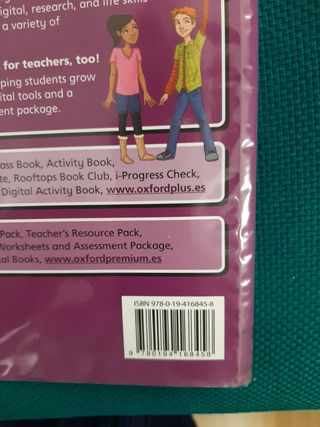 igital, research, and life skills
a variety of
for teachers, too!
ping students grow
ital tools and a
ent package.
ass Book, Activity Book,
te, Rooftops Book Club, i-Progress Check,
Digital Activity Book, www.oxfordplus.es
Pack, Teacher's Resource Pack,
Worksheets and Assessment Package,
tal Books, www.oxfordpremium.es
ISBN 978-0-19-416845-8
9 780194 168458